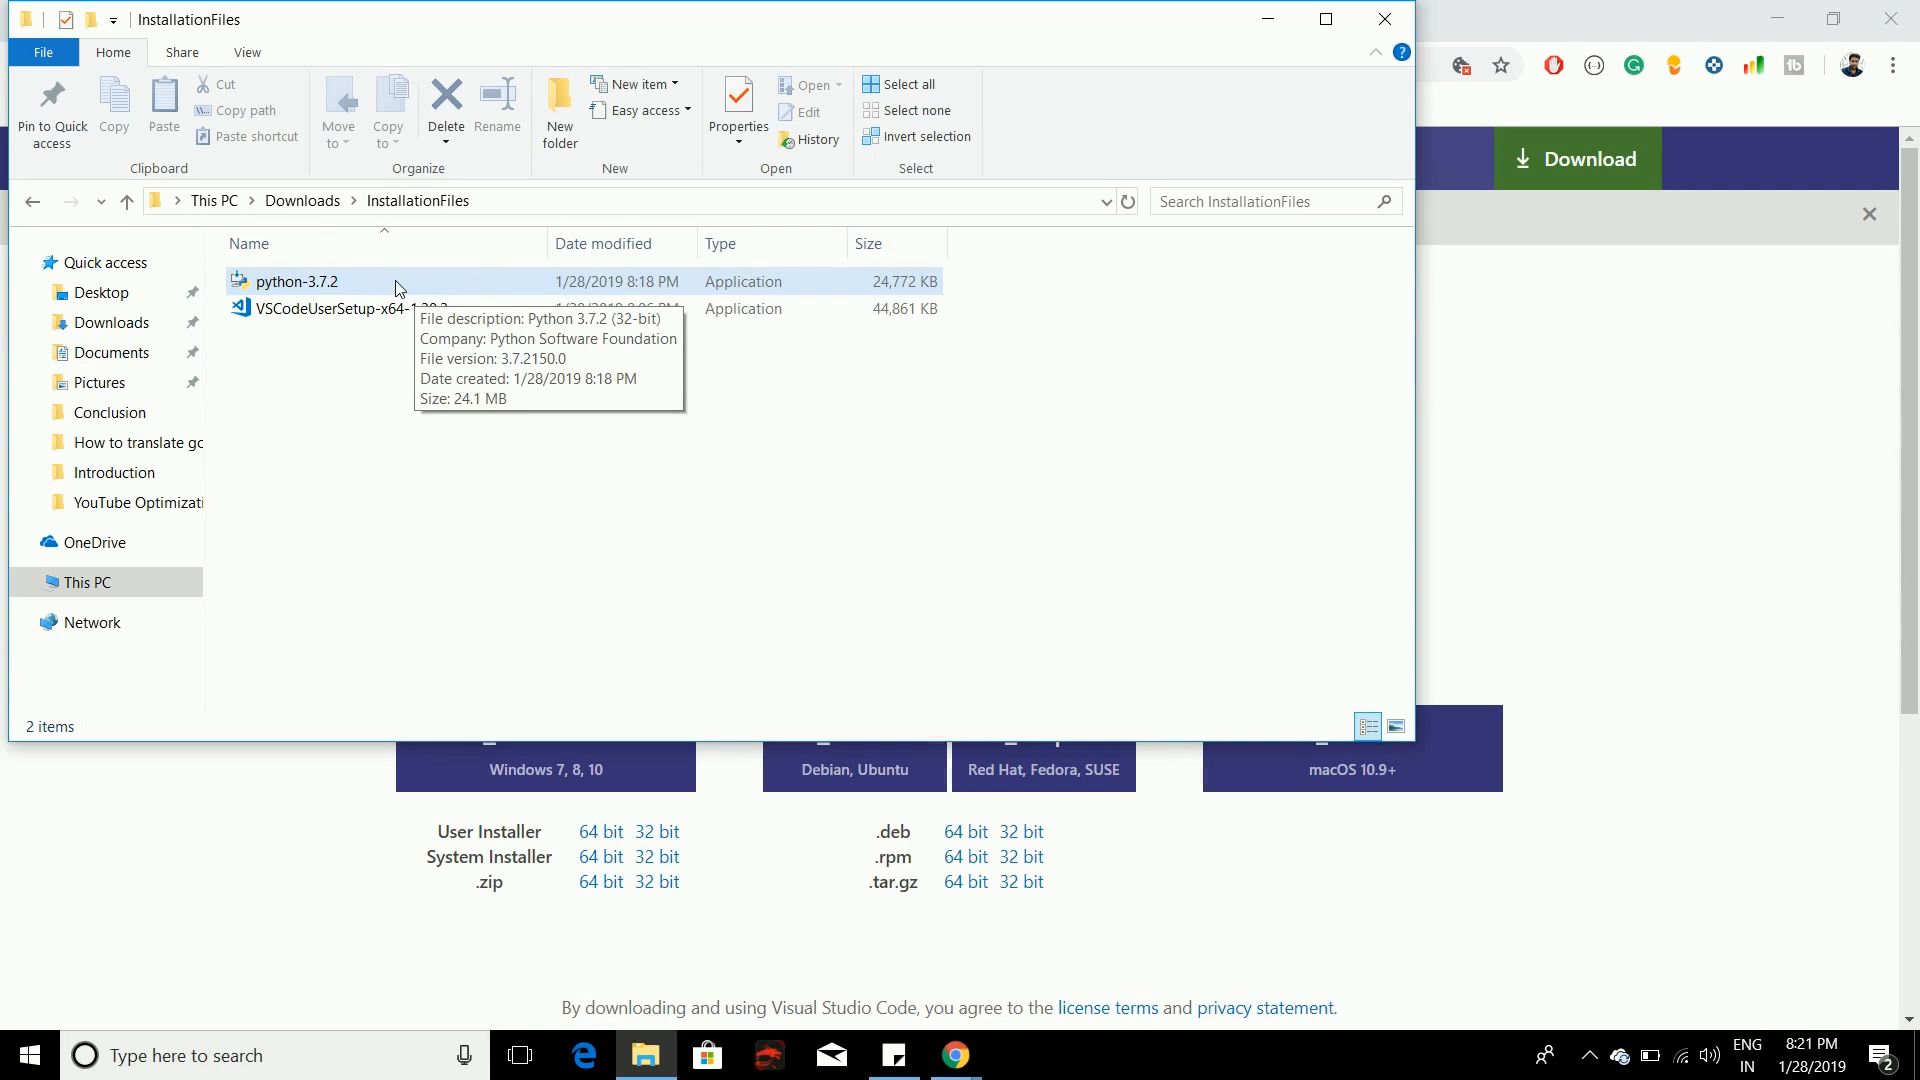 InstallationFiles
File Home Share View
Pin to Quick access
Copy
Paste
Cut
Copy path
Paste shortcut
Clipboard
Move to
Copy to
Delete
Rename
Organize
New folder
New item
Easy access
New
Properties
Open
Edit
History
Open
Select all
Select none
Invert selection
Select
Download
This PC > Downloads > InstallationFiles
Search InstallationFiles
Name Date modified Type Size
python-3.7.2 1/28/2019 8:18 PM Application 24,772 KB
VSCodeUserSetup-x64- Application 44,861 KB
File description: Python 3.7.2 (32-bit)
Company: Python Software Foundation
File version: 3.7.2150.0
Date created: 1/28/2019 8:18 PM
Size: 24.1 MB
Quick access
Desktop
Downloads
Documents
Pictures
Conclusion
How to translate gc
Introduction
YouTube Optimizati
OneDrive
This PC
Network
2 items
Windows 7, 8, 10
Debian, Ubuntu
Red Hat, Fedora, SUSE
macOS 10.9+
User Installer 64 bit 32 bit
System Installer 64 bit 32 bit
.zip 64 bit 32 bit
.deb 64 bit 32 bit
.rpm 64 bit 32 bit
.tar.gz 64 bit 32 bit
By downloading and using Visual Studio Code, you agree to the license terms and privacy statement.
Type here to search
ENG
IN
8:21 PM
1/28/2019
2